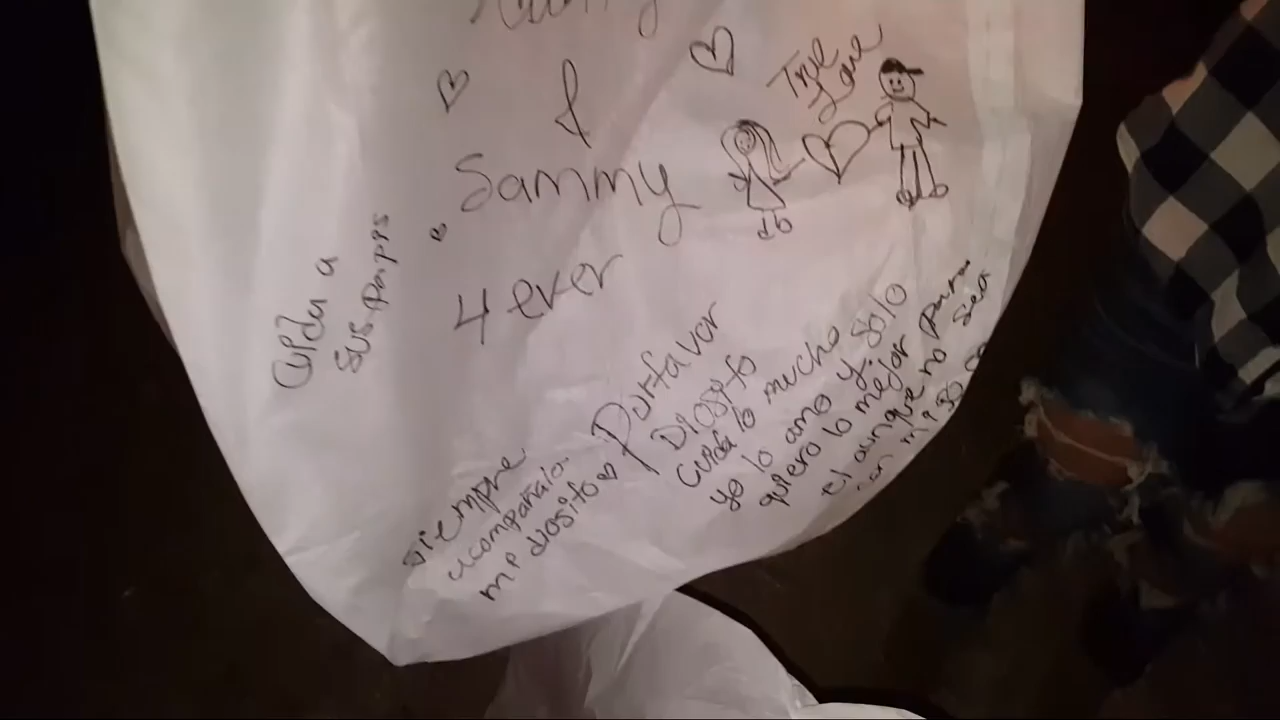 &
Sammy
4 ever
True
Love
Cuida a
sus papps
Siempre
acompañalo
mi diosito
Porfavor
Diosito
Cuida lo mucho
yo lo amo y solo
quiero lo mejor para
el aunque no sea